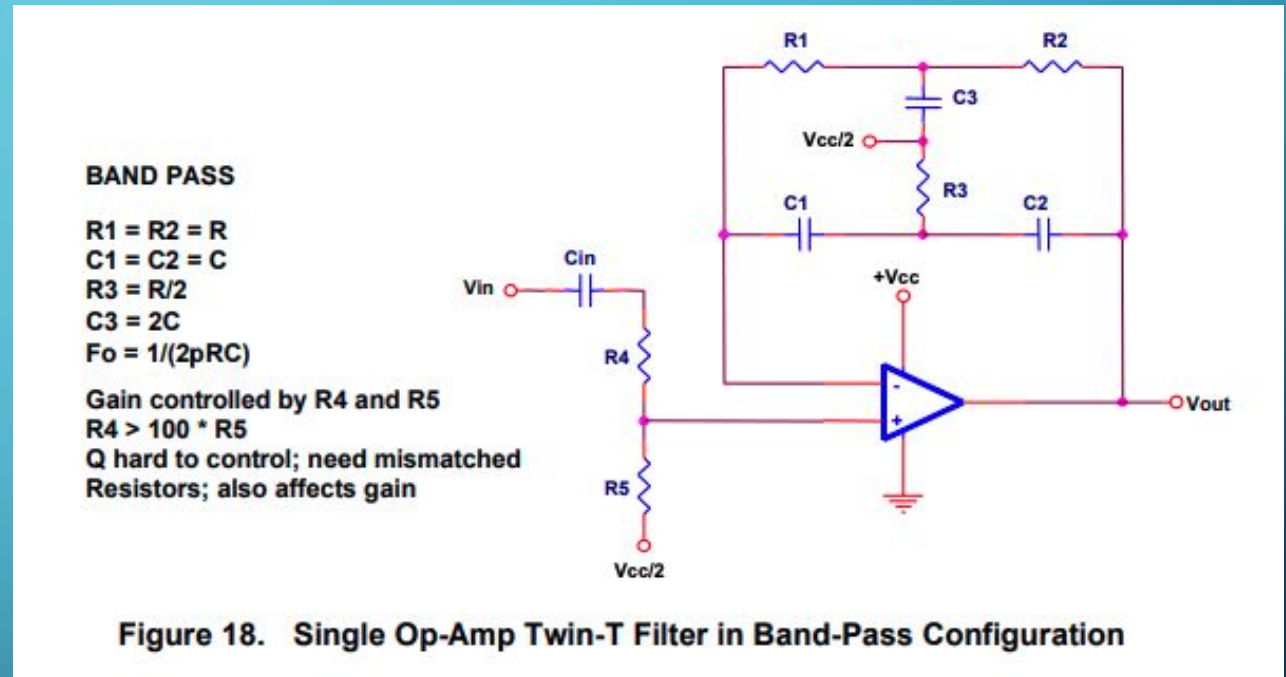 R1
R2
C3
Vcc/2
BAND PASS
R3
R1 = R2 = R
C1
C2
C1 = C2 = C
Cin
R3 = R/2
Vin
+Vcc
C3 = 2C
Fo = 1/(2pRC)
R4
Gain controlled by R4 and R5
-
Vout
R4 > 100 * R5
+
Q hard to control; need mismatched
Resistors; also affects gain
R5
Vcc/2
Figure 18. Single Op-Amp Twin-T Filter in Band-Pass Configuration